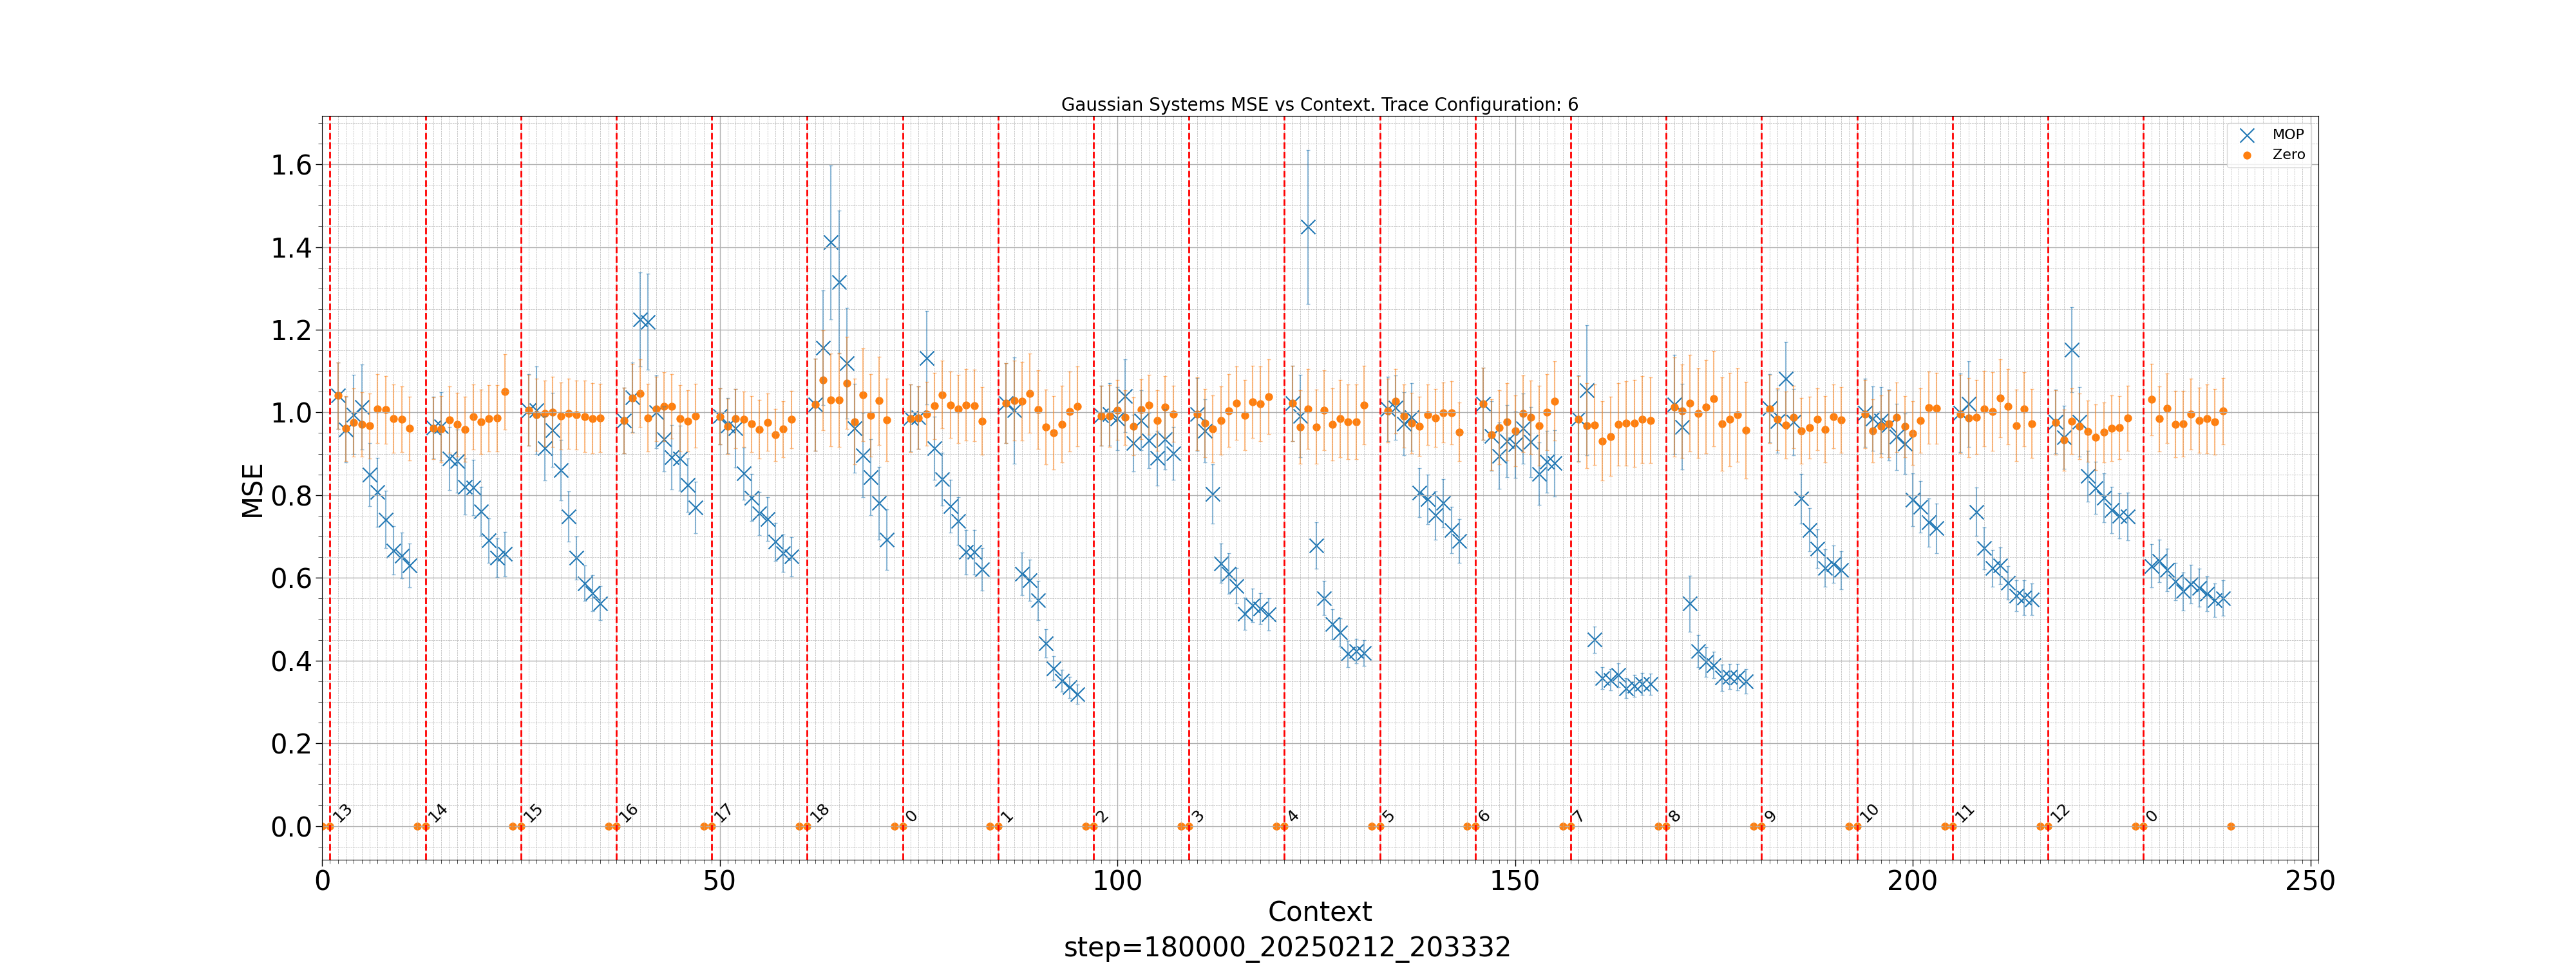 Gaussian Systems MSE vs Context. Trace Configuration: 6
MOP
Zero
1.6
1.4
1.2
1.0
0.8
0.6
0.4
0.2
0.0
MSE
13 14 15 16 17 18 0 1 2 3 4 5 6 7 8 9 10 11 12 0
0 50 100 150 200 250
Context
step=180000_20250212_203332